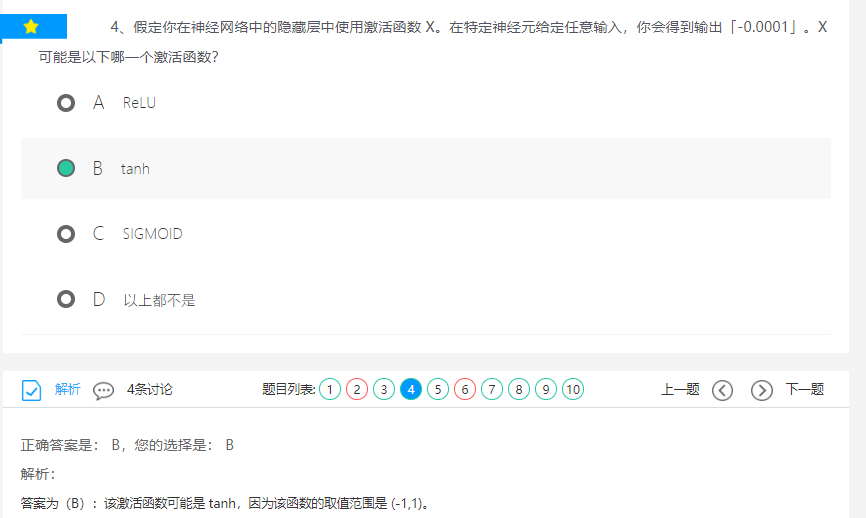 4、假定你在神经网络中的隐藏层中使用激活函数 X。在特定神经元给定任意输入，你会得到输出「-0.0001」。X
可能是以下哪一个激活函数?
A ReLU
B tanh
C SIGMOID
D 以上都不是
解析 4条讨论 题目列表: 1 2 3 4 5 6 7 8 9 10 上一题 下一题
正确答案是： B，您的选择是： B
解析：
答案为（B）：该激活函数可能是 tanh，因为该函数的取值范围是 (-1,1)。